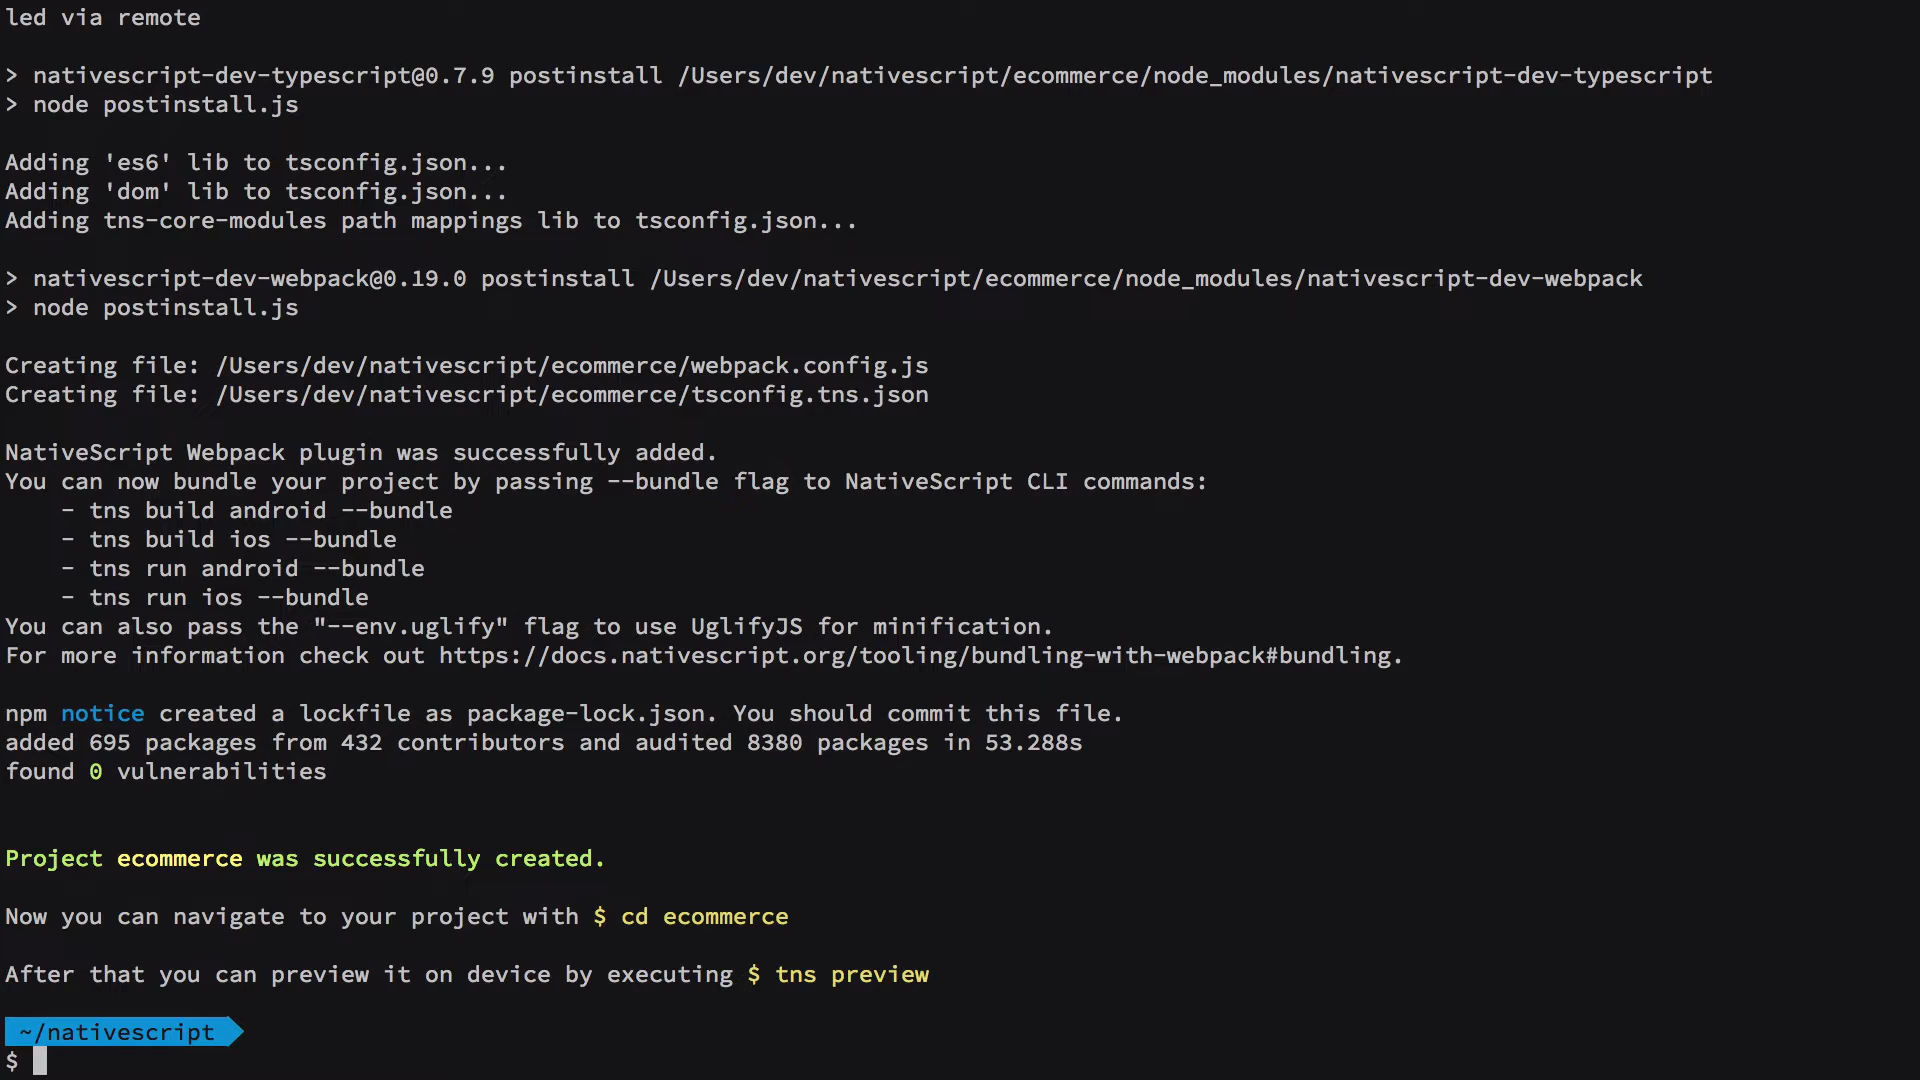 led via remote
> nativescript-dev-typescript@0.7.9 postinstall /Users/dev/nativescript/ecommerce/node_modules/nativescript-dev-typescript
> node postinstall.js
Adding 'es6' lib to tsconfig.json...
Adding 'dom' lib to tsconfig.json...
Adding tns-core-modules path mappings lib to tsconfig.json...
> nativescript-dev-webpack@0.19.0 postinstall /Users/dev/nativescript/ecommerce/node_modules/nativescript-dev-webpack
> node postinstall.js
Creating file: /Users/dev/nativescript/ecommerce/webpack.config.js
Creating file: /Users/dev/nativescript/ecommerce/tsconfig.tns.json
NativeScript Webpack plugin was successfully added.
You can now bundle your project by passing --bundle flag to NativeScript CLI commands:
    - tns build android --bundle
    - tns build ios --bundle
    - tns run android --bundle
    - tns run ios --bundle
You can also pass the "--env.uglify" flag to use UglifyJS for minification.
For more information check out https://docs.nativescript.org/tooling/bundling-with-webpack#bundling.
npm notice created a lockfile as package-lock.json. You should commit this file.
added 695 packages from 432 contributors and audited 8380 packages in 53.288s
found 0 vulnerabilities
Project ecommerce was successfully created.
Now you can navigate to your project with $ cd ecommerce
After that you can preview it on device by executing $ tns preview
~/nativescript
$